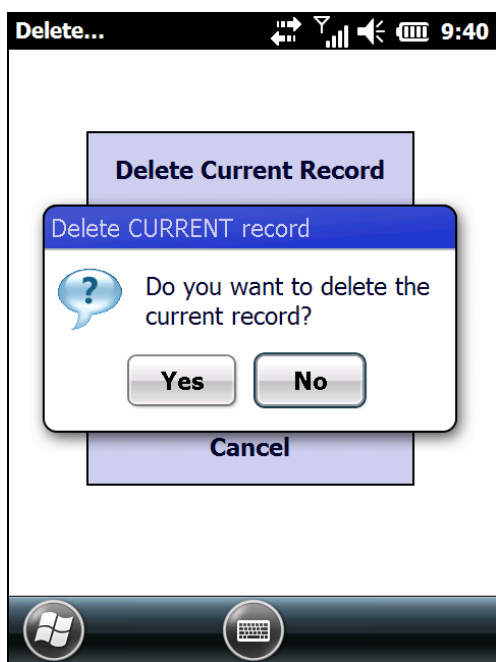 Delete...
9:40
Delete Current Record
Delete CURRENT record
?
Do you want to delete the
current record?
Yes
No
Cancel